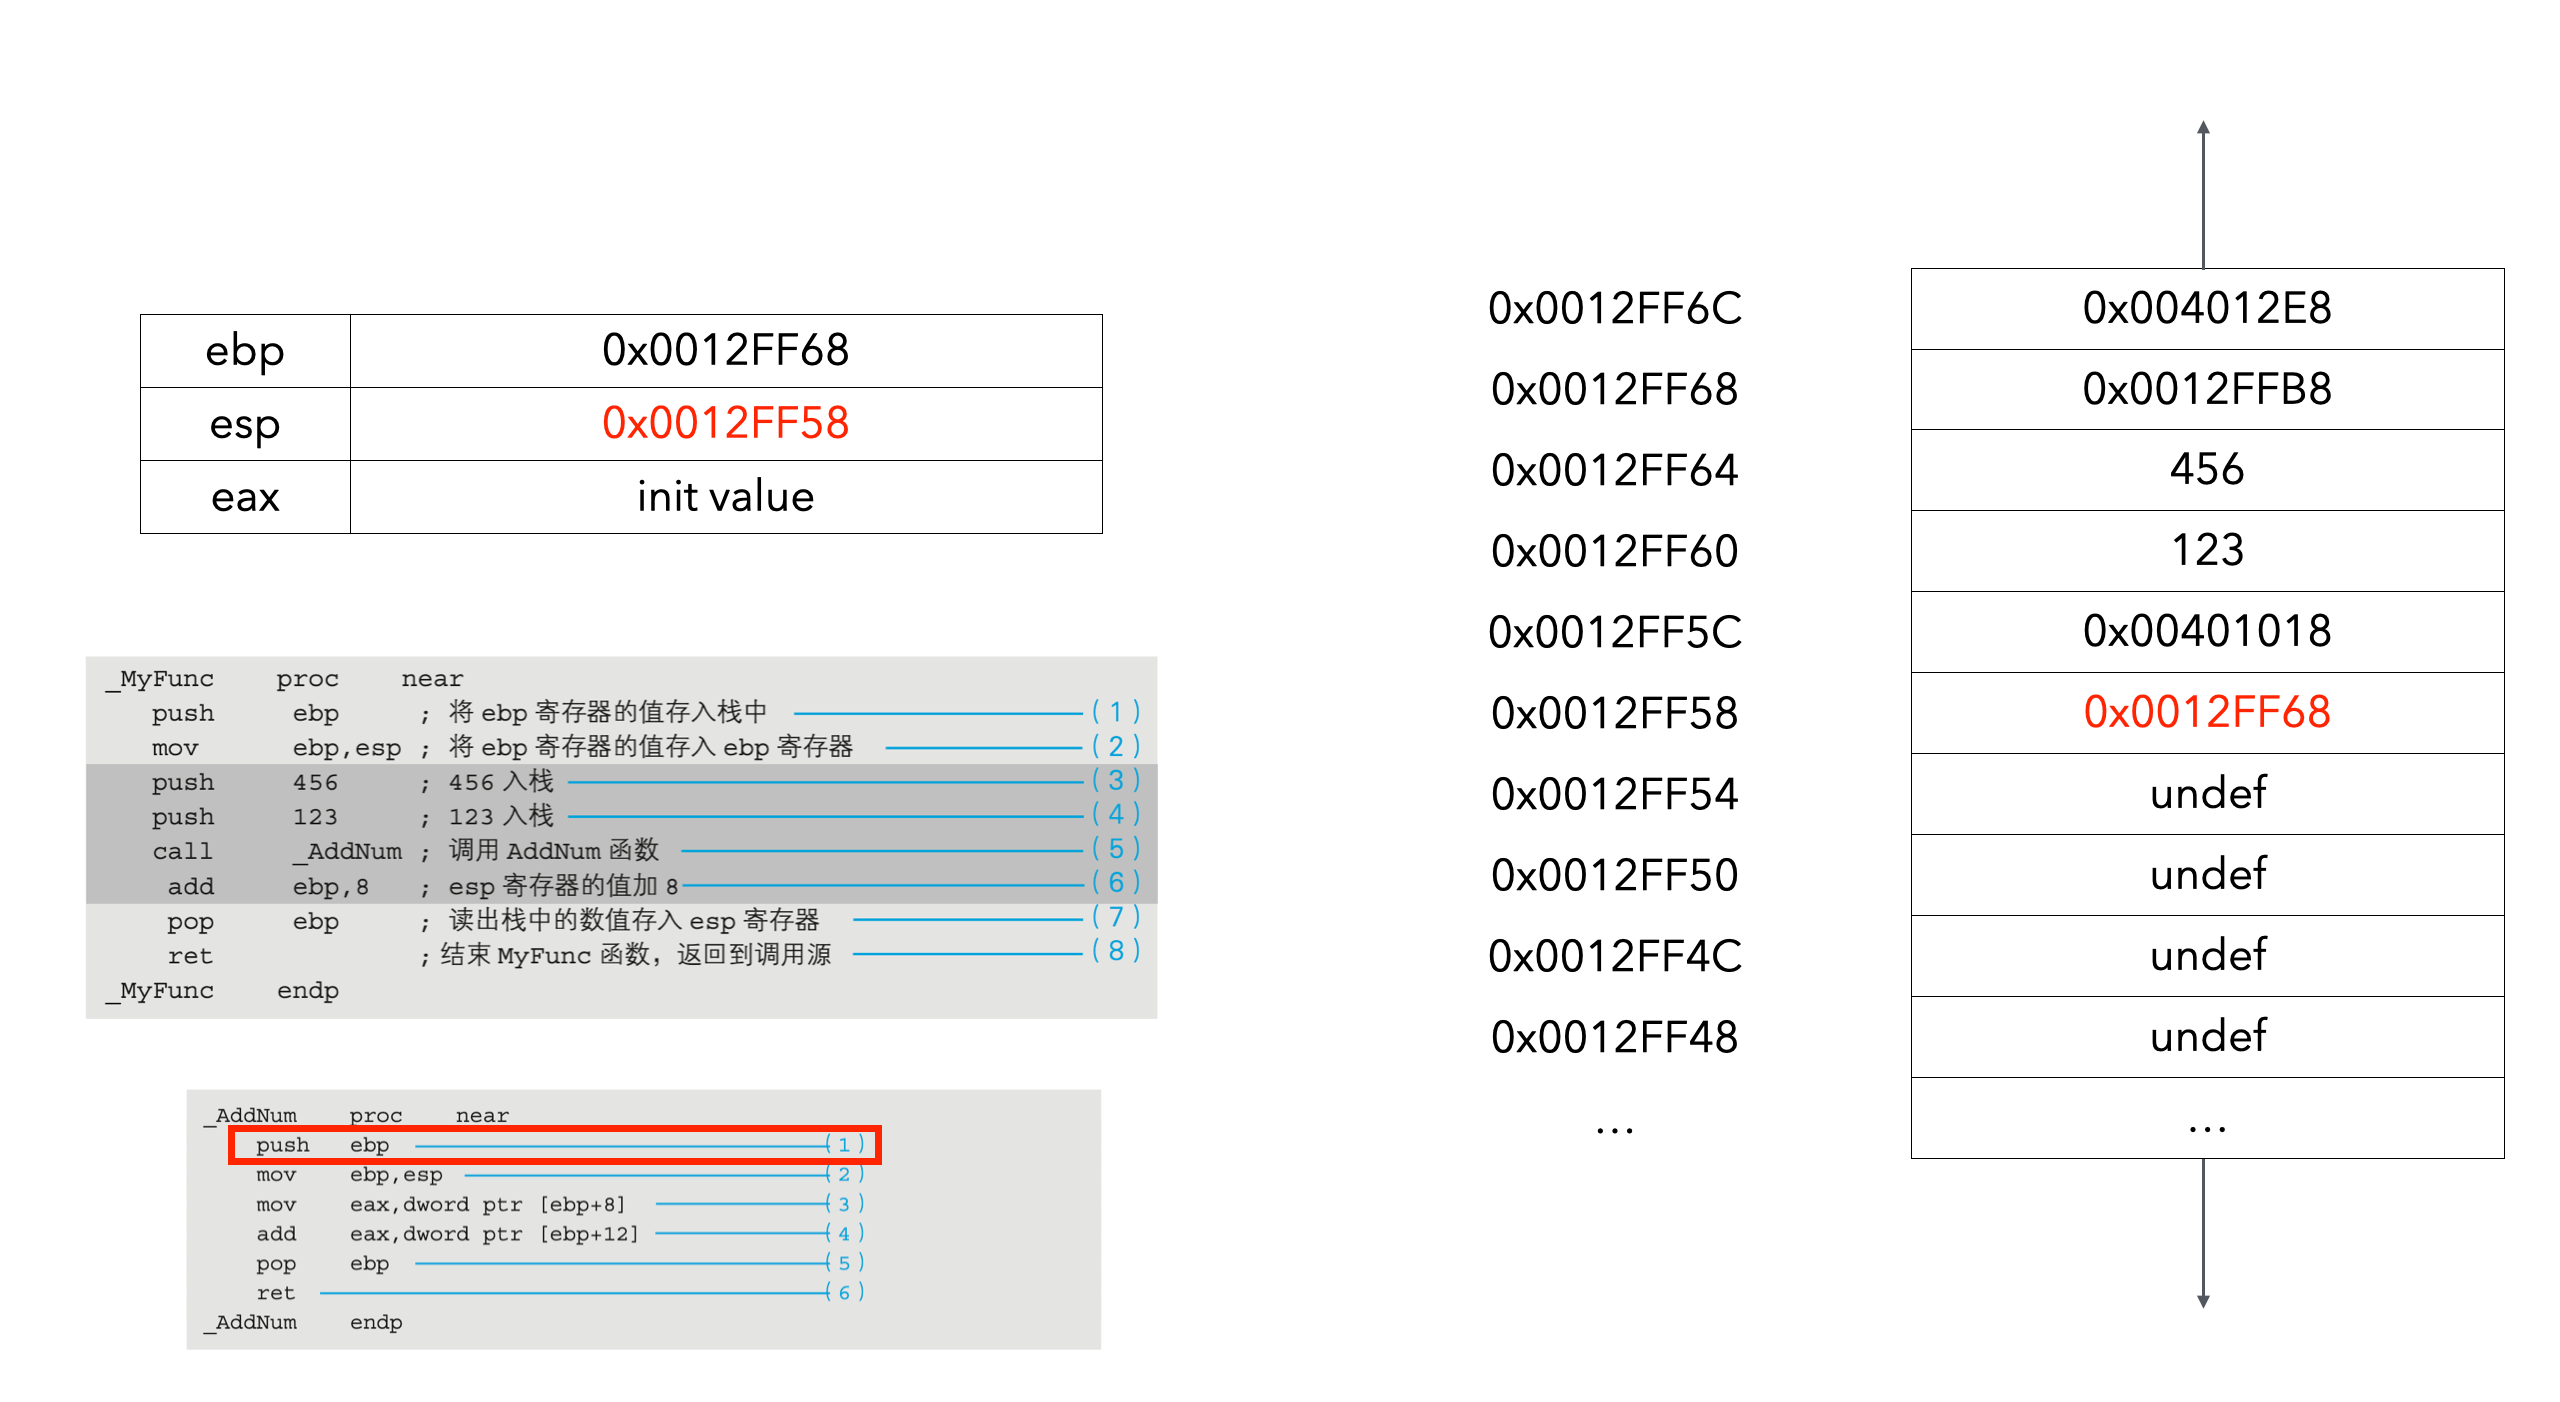 ebp 0x0012FF68
esp 0x0012FF58
eax init value
_MyFunc proc near
push ebp ; 将 ebp 寄存器的值存入栈中 (1)
mov ebp,esp ; 将 ebp 寄存器的值存入 ebp 寄存器 (2)
push 456 ; 456 入栈 (3)
push 123 ; 123 入栈 (4)
call _AddNum ; 调用 AddNum 函数 (5)
add ebp,8 ; esp 寄存器的值加 8 (6)
pop ebp ; 读出栈中的数值存入 esp 寄存器 (7)
ret ; 结束 MyFunc 函数，返回到调用源 (8)
_MyFunc endp
_AddNum proc near
push ebp (1)
mov ebp,esp (2)
mov eax,dword ptr [ebp+8] (3)
add eax,dword ptr [ebp+12] (4)
pop ebp (5)
ret (6)
_AddNum endp
0x0012FF6C 0x004012E8
0x0012FF68 0x0012FFB8
0x0012FF64 456
0x0012FF60 123
0x0012FF5C 0x00401018
0x0012FF58 0x0012FF68
0x0012FF54 undef
0x0012FF50 undef
0x0012FF4C undef
0x0012FF48 undef
... ...